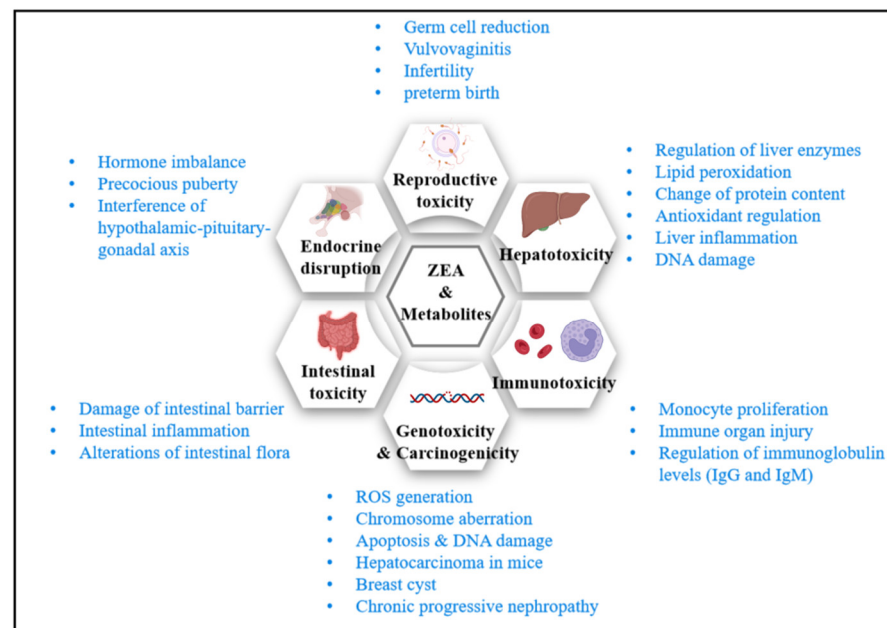 • Germ cell reduction
• Vulvovaginitis
• Infertility
• preterm birth
• Hormone imbalance
• Precocious puberty
• Interference of
hypothalamic-pituitary-
gonadal axis
Reproductive
toxicity
• Regulation of liver enzymes
• Lipid peroxidation
• Change of protein content
• Antioxidant regulation
• Liver inflammation
• DNA damage
Endocrine
disruption
ZEA
&
Metabolites
Hepatotoxicity
Intestinal
toxicity
Immunotoxicity
• Damage of intestinal barrier
• Intestinal inflammation
• Alterations of intestinal flora
Genotoxicity
& Carcinogenicity
• Monocyte proliferation
• Immune organ injury
• Regulation of immunoglobulin
levels (IgG and IgM)
• ROS generation
• Chromosome aberration
• Apoptosis & DNA damage
• Hepatocarcinoma in mice
• Breast cyst
• Chronic progressive nephropathy